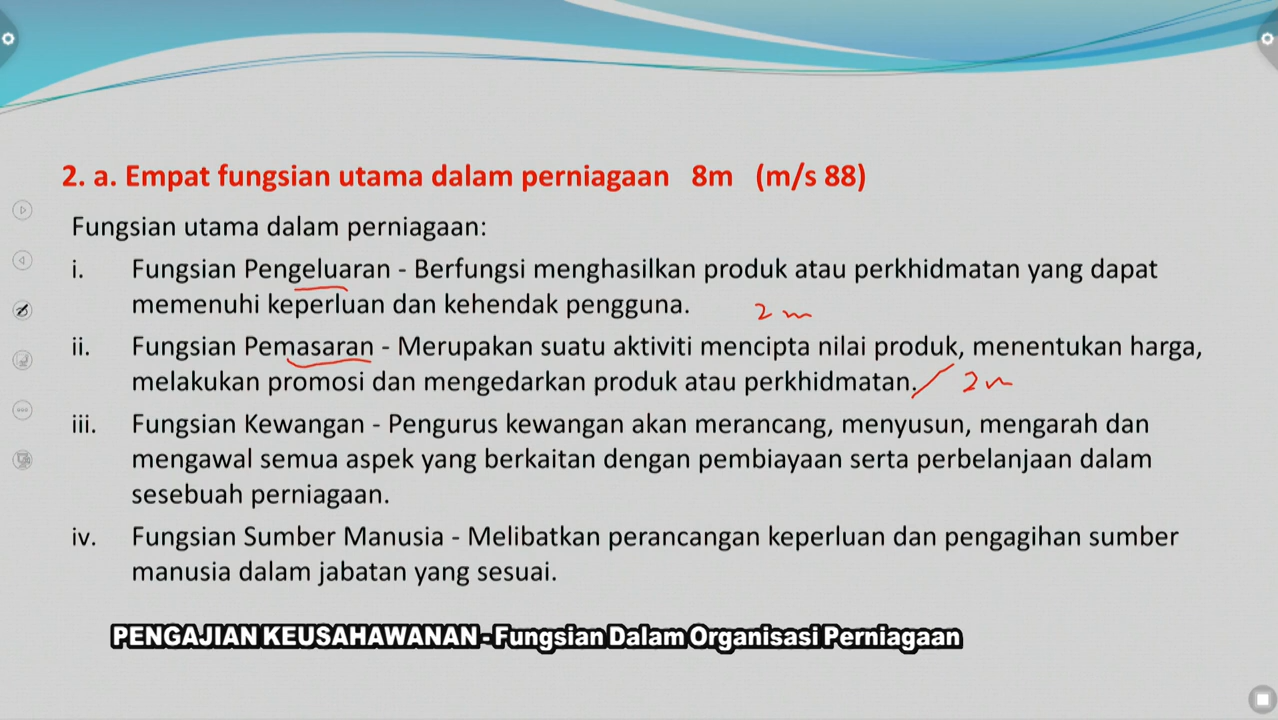 2. a. Empat fungsian utama dalam perniagaan 8m (m/s 88)
Fungsian utama dalam perniagaan:
i. Fungsian Pengeluaran - Berfungsi menghasilkan produk atau perkhidmatan yang dapat
memenuhi keperluan dan kehendak pengguna. 2 m
ii. Fungsian Pemasaran - Merupakan suatu aktiviti mencipta nilai produk, menentukan harga,
melakukan promosi dan mengedarkan produk atau perkhidmatan. 2 m
iii. Fungsian Kewangan - Pengurus kewangan akan merancang, menyusun, mengarah dan
mengawal semua aspek yang berkaitan dengan pembiayaan serta perbelanjaan dalam
sesebuah perniagaan.
iv. Fungsian Sumber Manusia - Melibatkan perancangan keperluan dan pengagihan sumber
manusia dalam jabatan yang sesuai.
PENGAJIAN KEUSAHAWANAN - Fungsian Dalam Organisasi Perniagaan